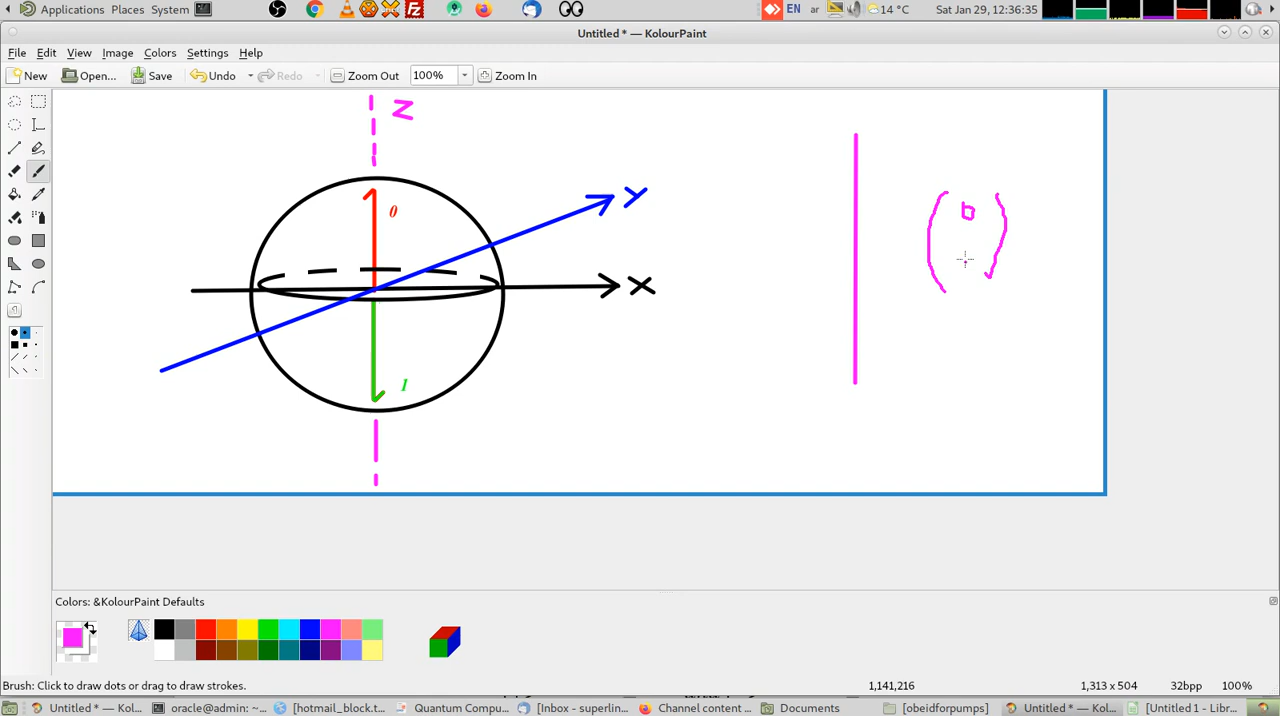 Applications Places System EN ar 14 °C Sat Jan 29, 12:36:35
Untitled * — KolourPaint
File Edit View Image Colors Settings Help
New Open... Save Undo Redo Zoom Out 100% Zoom In
Z
Y
0
X
1
Colors: &KolourPaint Defaults
Brush: Click to draw dots or drag to draw strokes. 1,141,216 1,313 x 504 32bpp 100%
Untitled * — Kol... oracle@admin: ~... [hotmail_block.t... Quantum Compu... [Inbox - superlin... Channel content ... Documents [obeidforpumps] Untitled * — Kol... [Untitled 1 - Libr...